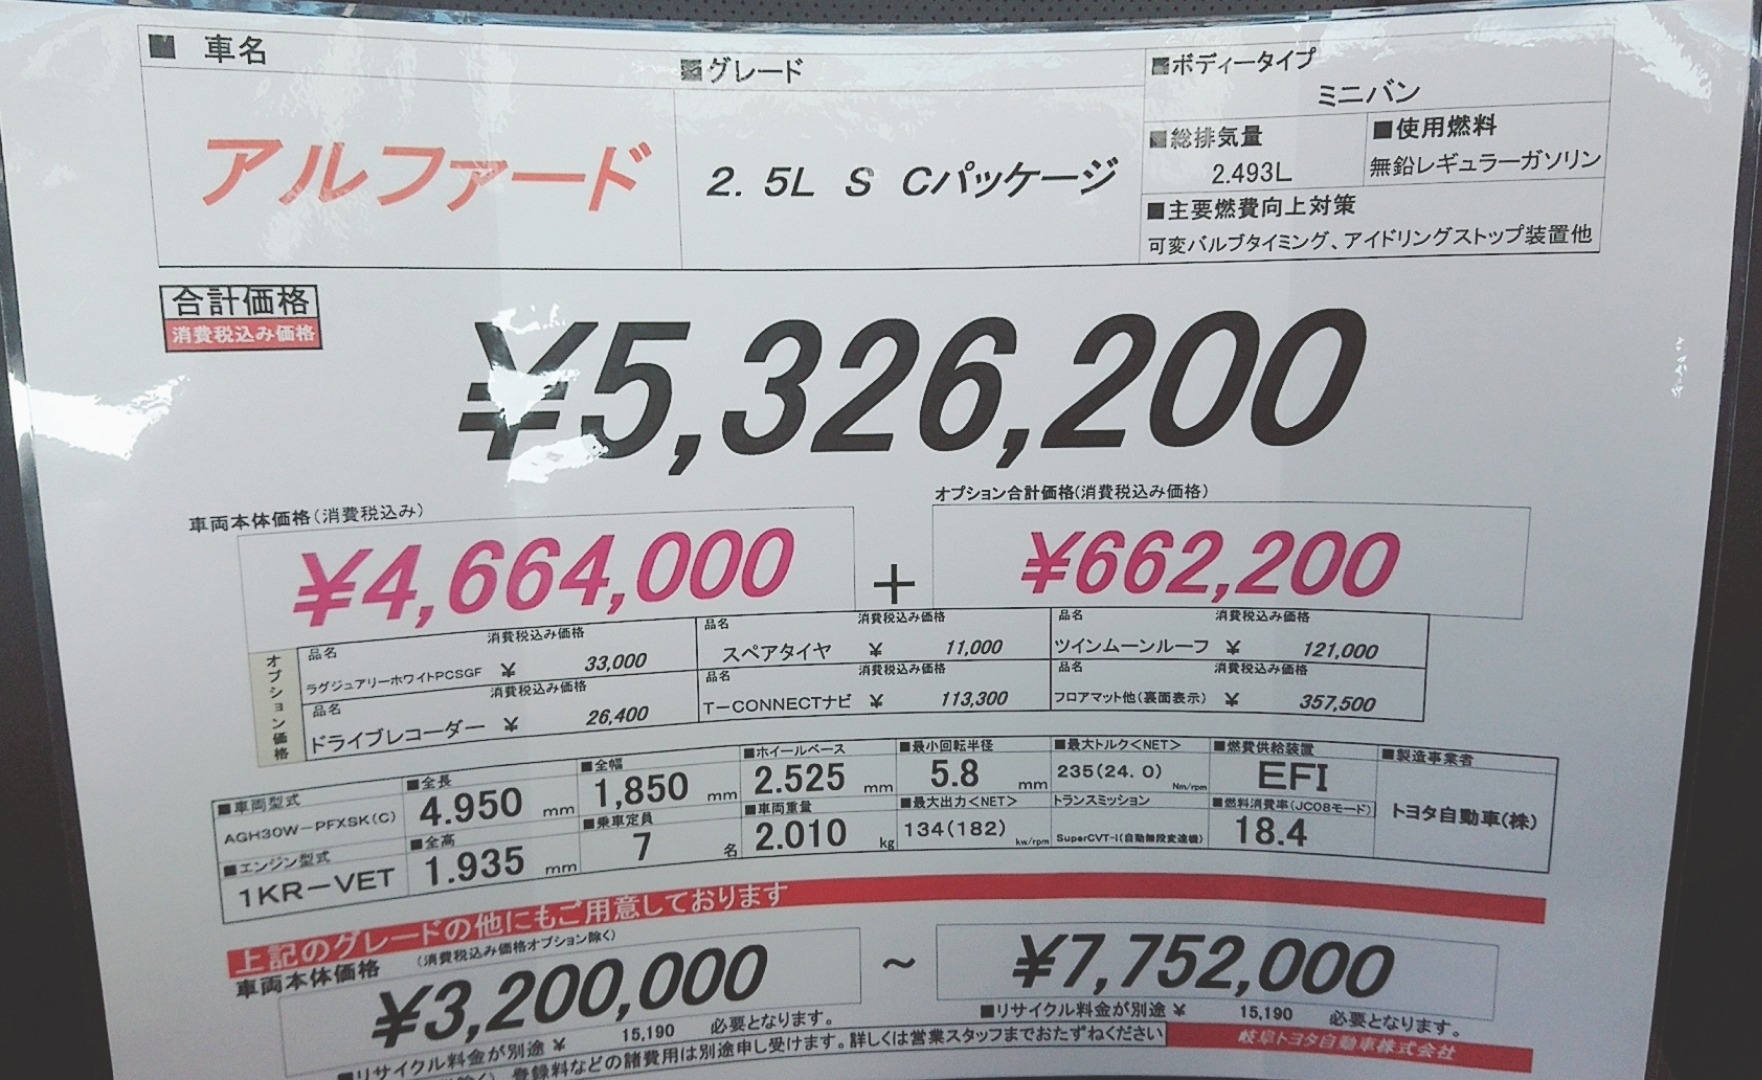 ■ 車名
アルファード
■グレード
2.5L S Cパッケージ
■ボディータイプ
ミニバン
■総排気量
2.493L
■使用燃料
無鉛レギュラーガソリン
■主要燃費向上対策
可変バルブタイミング、アイドリングストップ装置他
合計価格
消費税込み価格
¥5,326,200
車両本体価格(消費税込み)
¥4,664,000
+
オプション合計価格(消費税込み価格)
¥662,200
オプション価格
品名 消費税込み価格
ラグジュアリーホワイトPCSGF ¥ 33,000
品名 消費税込み価格
スペアタイヤ ¥ 11,000
品名 消費税込み価格
ツインムーンルーフ ¥ 121,000
品名 消費税込み価格
ドライブレコーダー ¥ 26,400
品名 消費税込み価格
T-CONNECTナビ ¥ 113,300
品名 消費税込み価格
フロアマット他(裏面表示) ¥ 357,500
■車両型式
AGH30W-PFXSK(C)
■全長
4.950 mm
■全幅
1,850 mm
■ホイールベース
2.525 mm
■最小回転半径
5.8 mm
■最大トルク<NET>
235(24.0) Nm/rpm
■燃費供給装置
EFI
■製造事業者
トヨタ自動車(株)
■エンジン型式
1KR-VET
■全高
1.935 mm
■乗車定員
7 名
■車両重量
2.010 kg
■最大出力<NET>
134(182) kw/rpm
トランスミッション
SuperCVT-i(自動無段変速機)
■燃料消費率(JC08モード)
18.4
上記のグレードの他にもご用意しております
車両本体価格 (消費税込み価格オプション除く)
¥3,200,000 ～ ¥7,752,000
■リサイクル料金が別途 ¥ 15,190 必要となります。
■リサイクル料金が別途 ¥ 15,190 必要となります。
登録料などの諸費用は別途申し受けます。詳しくは営業スタッフまでおたずねください
岐阜トヨタ自動車株式会社